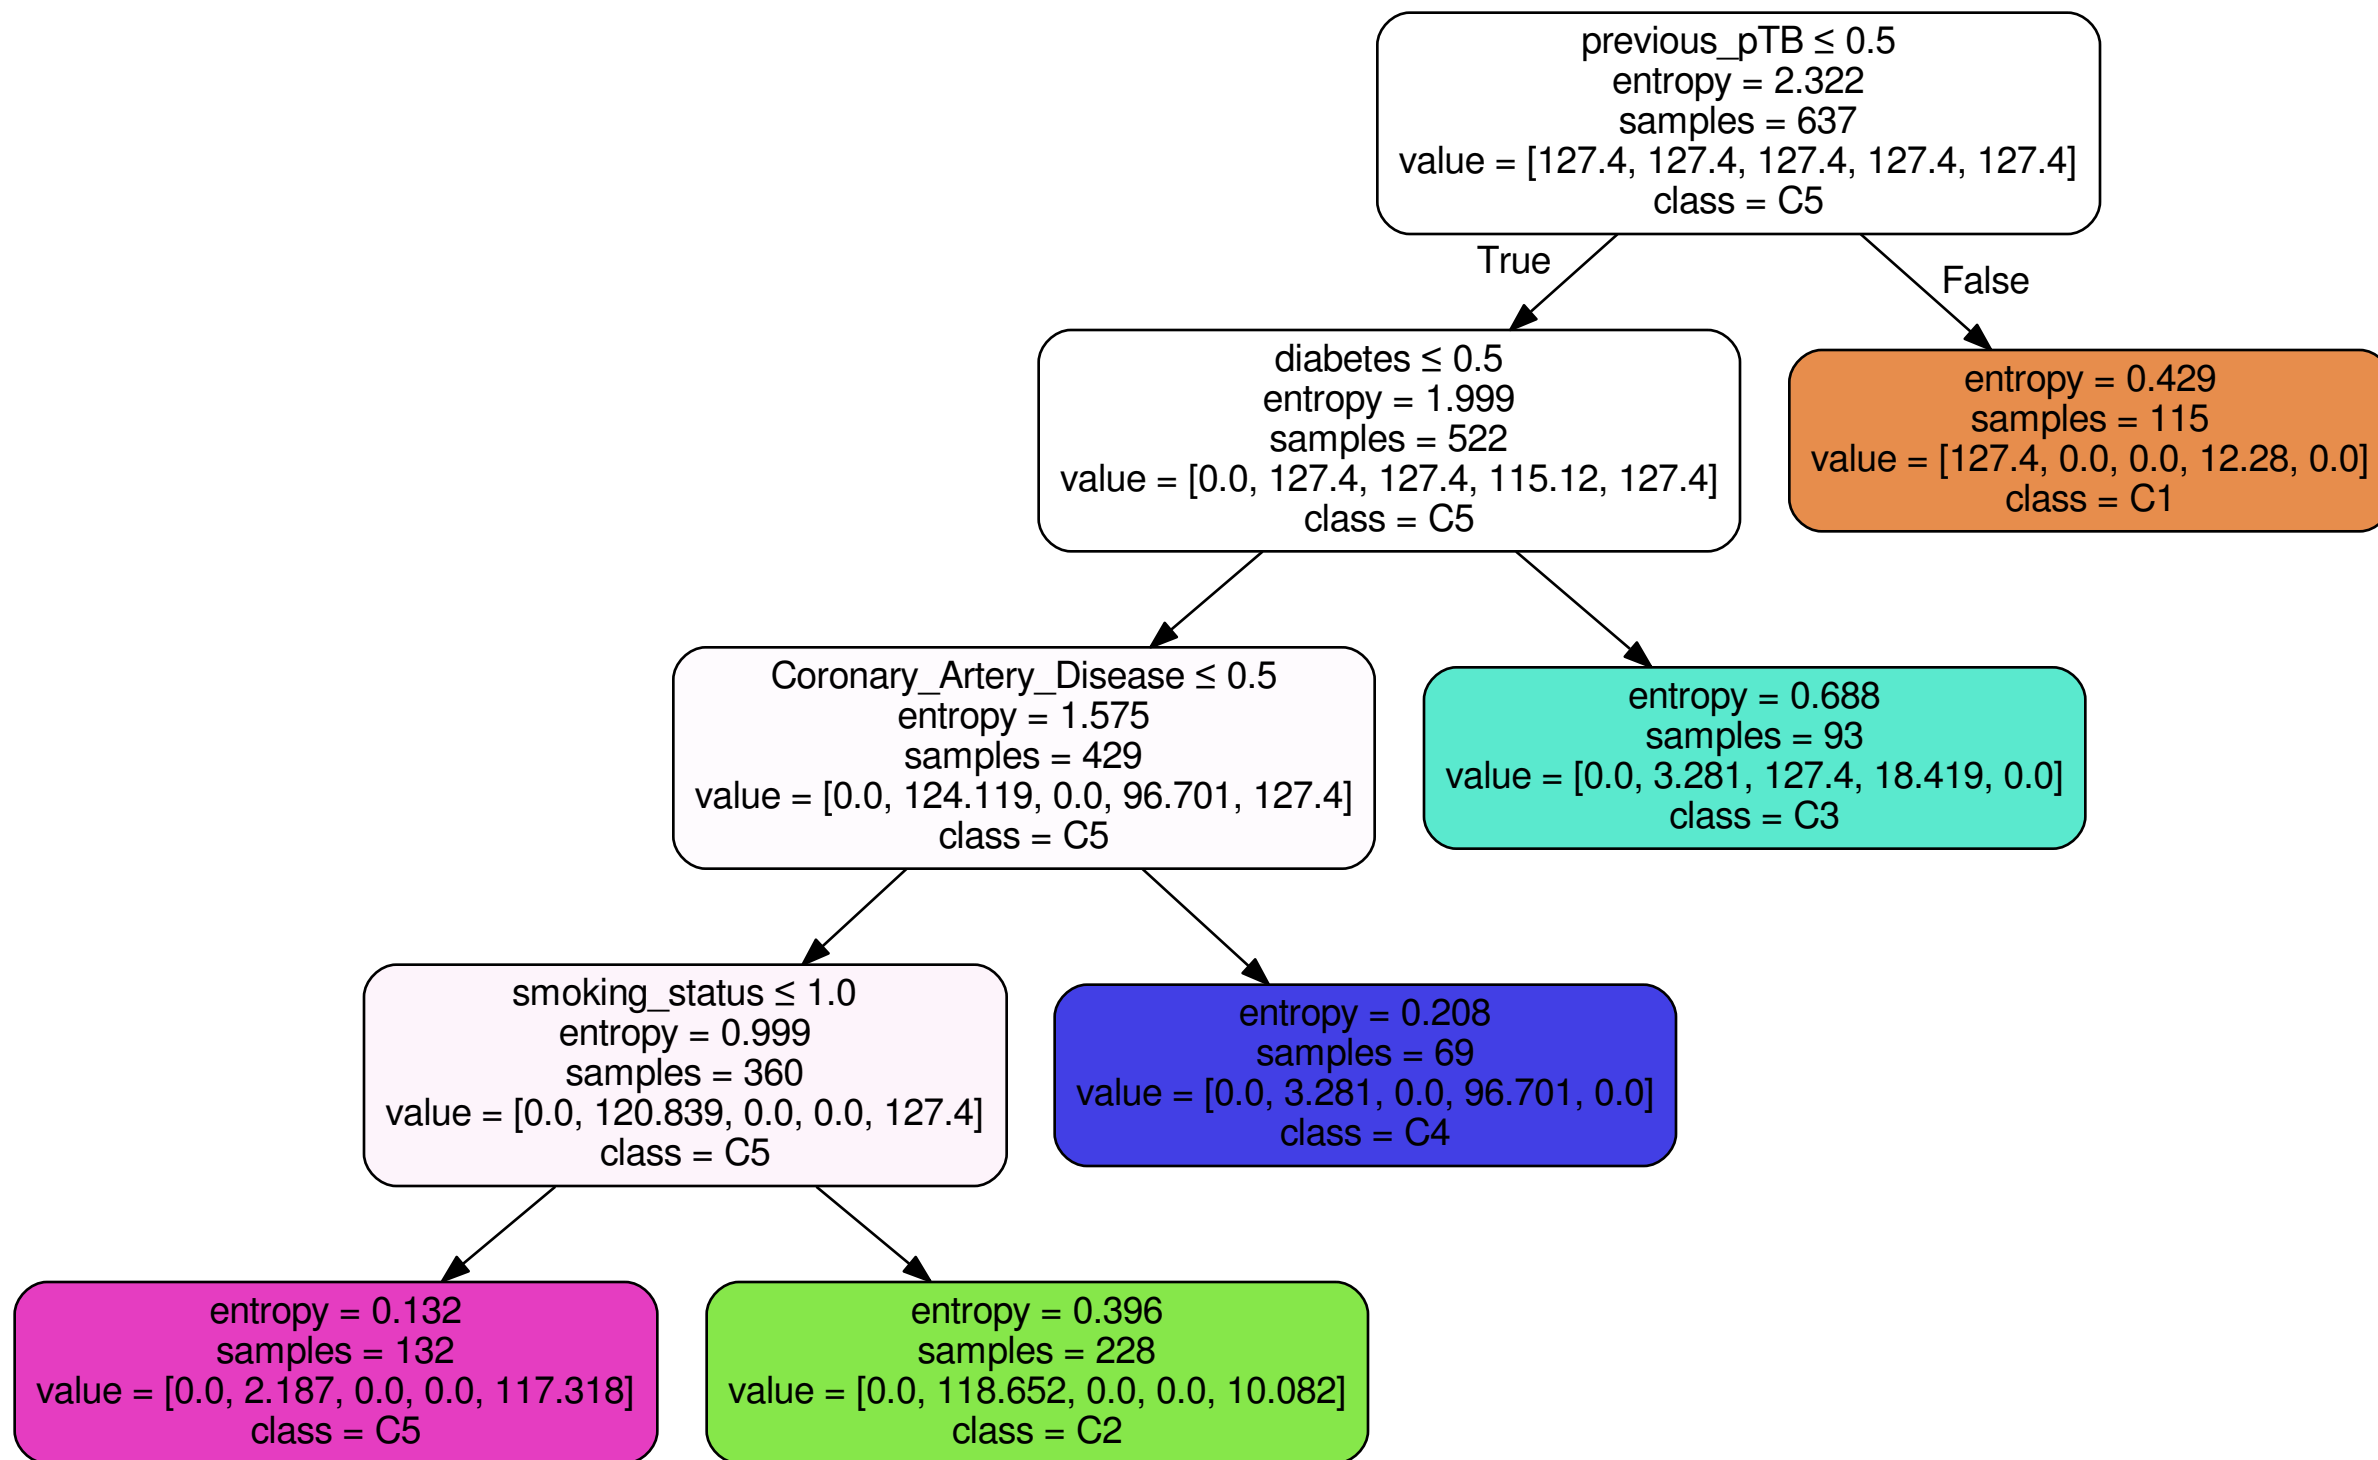 previous_pTB ≤ 0.5
entropy = 2.322
samples = 637
value = [127.4, 127.4, 127.4, 127.4, 127.4]
class = C5
True
False
diabetes ≤ 0.5
entropy = 1.999
samples = 522
value = [0.0, 127.4, 127.4, 115.12, 127.4]
class = C5
entropy = 0.429
samples = 115
value = [127.4, 0.0, 0.0, 12.28, 0.0]
class = C1
Coronary_Artery_Disease ≤ 0.5
entropy = 1.575
samples = 429
value = [0.0, 124.119, 0.0, 96.701, 127.4]
class = C5
entropy = 0.688
samples = 93
value = [0.0, 3.281, 127.4, 18.419, 0.0]
class = C3
smoking_status ≤ 1.0
entropy = 0.999
samples = 360
value = [0.0, 120.839, 0.0, 0.0, 127.4]
class = C5
entropy = 0.208
samples = 69
value = [0.0, 3.281, 0.0, 96.701, 0.0]
class = C4
entropy = 0.132
samples = 132
value = [0.0, 2.187, 0.0, 0.0, 117.318]
class = C5
entropy = 0.396
samples = 228
value = [0.0, 118.652, 0.0, 0.0, 10.082]
class = C2